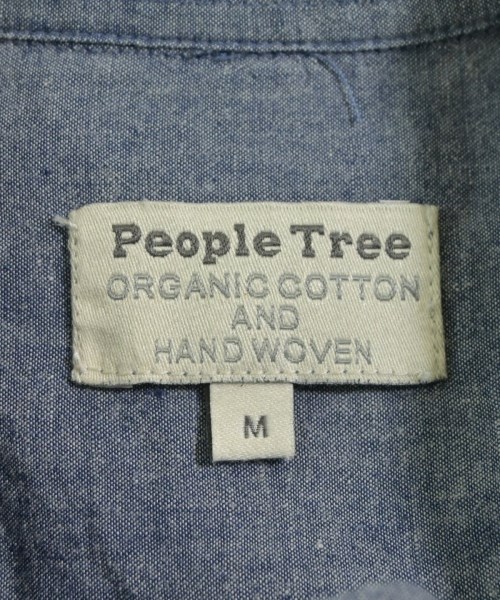 People Tree
ORGANIC COTTON
AND
HAND WOVEN
M